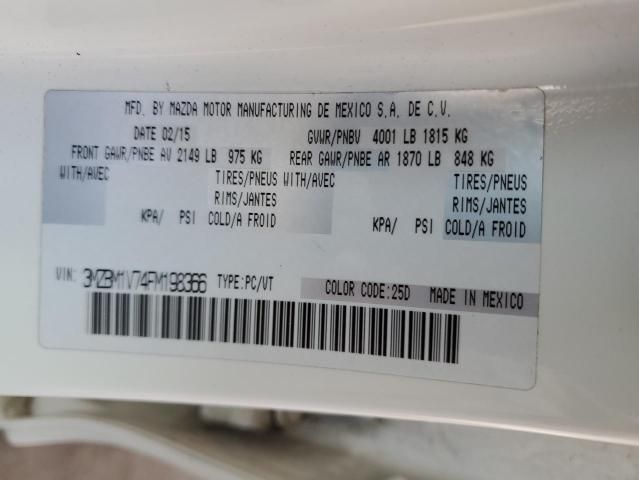 MFD. BY MAZDA MOTOR MANUFACTURING DE MEXICO S.A. DE C.V.
DATE 02/15 GVWR/PNBV 4001 LB 1815 KG
FRONT GAWR/PNBE AV 2149 LB 975 KG REAR GAWR/PNBE AR 1870 LB 848 KG
WITH/AVEC TIRES/PNEUS WITH/AVEC TIRES/PNEUS
RIMS/JANTES RIMS/JANTES
KPA/ PSI COLD/A FROID KPA/ PSI COLD/A FROID
VIN: 3MZBM1V74FM198366 TYPE:PC/VT COLOR CODE:25D MADE IN MEXICO